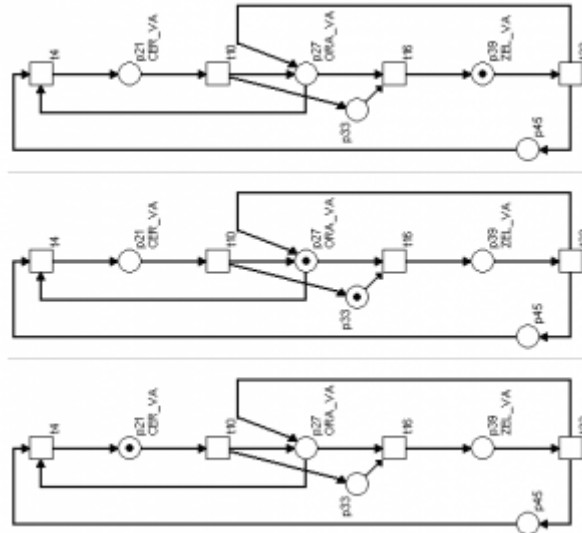 t4
p21
CER_VA
t10
p27
ORA_VA
p33
t16
p39
ZEL_VA
p45
t4
p21
CER_VA
t10
p27
ORA_VA
p33
t16
p39
ZEL_VA
p45
t4
p21
CER_VA
t10
p27
ORA_VA
p33
t16
p39
ZEL_VA
p45